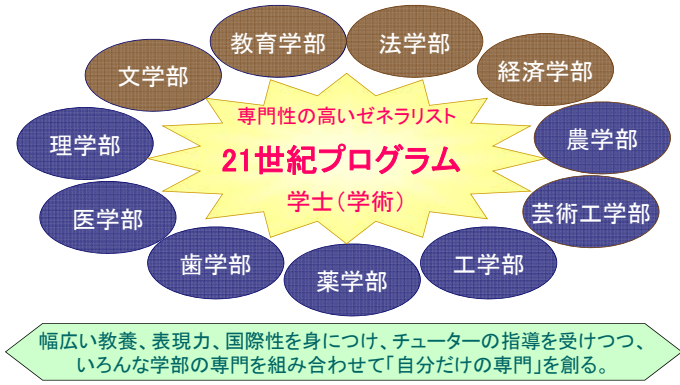 教育学部
法学部
文学部
経済学部
専門性の高いゼネラリスト
理学部
農学部
21世紀プログラム
学士（学術）
医学部
芸術工学部
歯学部
工学部
薬学部
幅広い教養、表現力、国際性を身につけ、チューターの指導を受けつつ、
いろんな学部の専門を組み合わせて「自分だけの専門」を創る。